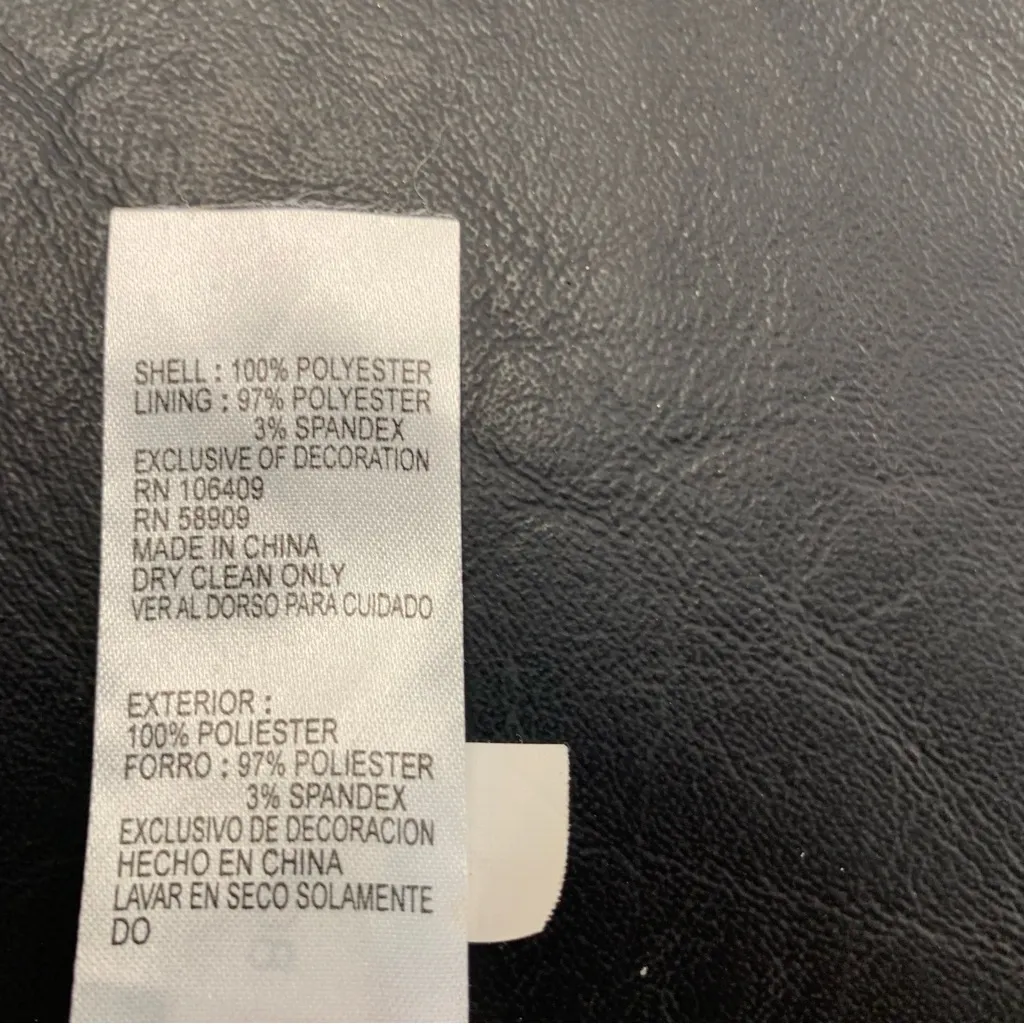 SHELL : 100% POLYESTER
LINING : 97% POLYESTER
3% SPANDEX
EXCLUSIVE OF DECORATION
RN 106409
RN 58909
MADE IN CHINA
DRY CLEAN ONLY
VER AL DORSO PARA CUIDADO
EXTERIOR :
100% POLIESTER
FORRO : 97% POLIESTER
3% SPANDEX
EXCLUSIVO DE DECORACION
HECHO EN CHINA
LAVAR EN SECO SOLAMENTE
DO